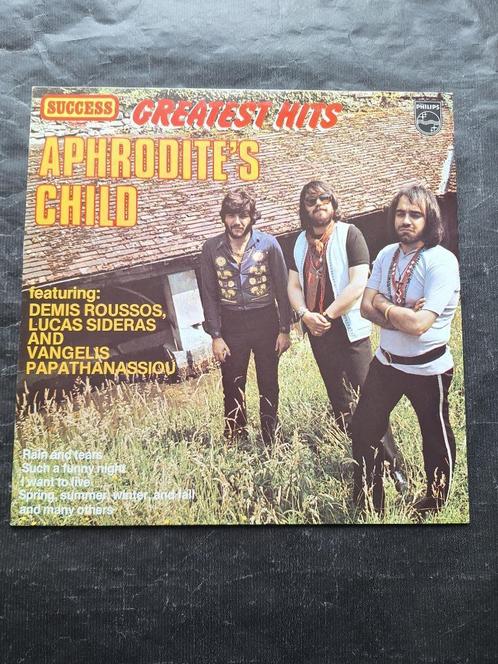 SUCCESS
GREATEST HITS
PHILIPS
APHRODITE'S
CHILD
featuring:
DEMIS ROUSSOS,
LUCAS SIDERAS
AND
VANGELIS
PAPATHANASSIOU
Rain and tears
Such a funny night
I want to live
Spring, summer, winter, and fall
and many others